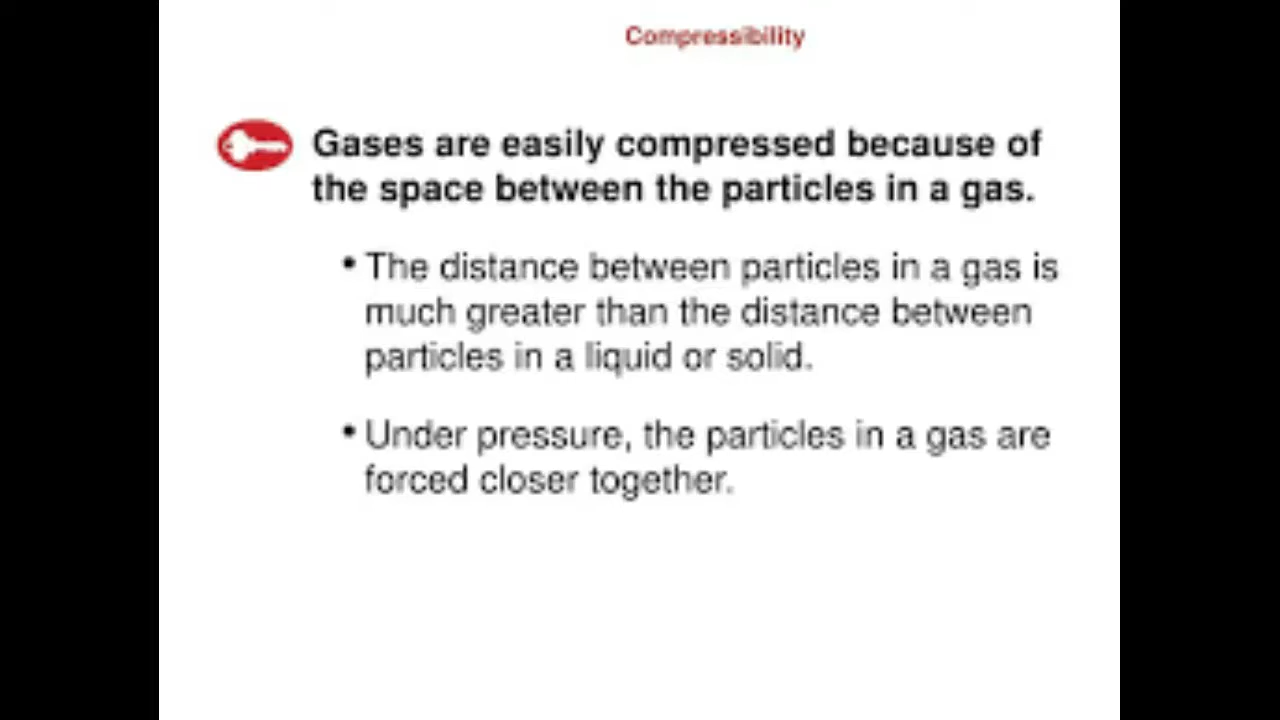 Compressibility
Gases are easily compressed because of
the space between the particles in a gas.
• The distance between particles in a gas is
much greater than the distance between
particles in a liquid or solid.
• Under pressure, the particles in a gas are
forced closer together.